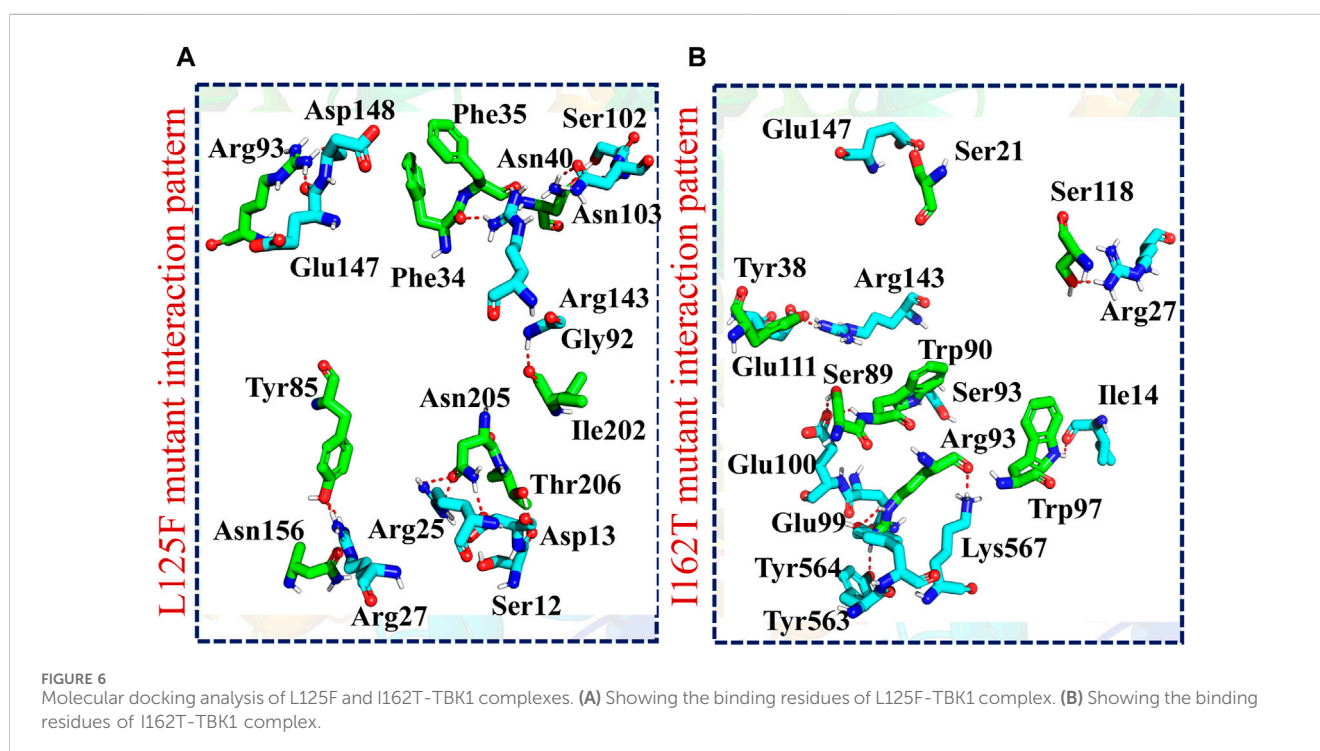 A
L125F mutant interaction pattern
Asp148
Phe35
Ser102
Arg93
Asn40
Asn103
Glu147
Phe34
Arg143
Gly92
Tyr85
Asn205
Ile202
Thr206
Asn156
Arg25
Asp13
Arg27
Ser12
B
I162T mutant interaction pattern
Glu147
Ser21
Ser118
Tyr38
Arg143
Arg27
Glu111
Trp90
Ser89
Ser93
Ile14
Glu100
Arg93
Trp97
Glu99
Lys567
Tyr564
Tyr563
FIGURE 6
Molecular docking analysis of L125F and I162T-TBK1 complexes. (A) Showing the binding residues of L125F-TBK1 complex. (B) Showing the binding
residues of I162T-TBK1 complex.